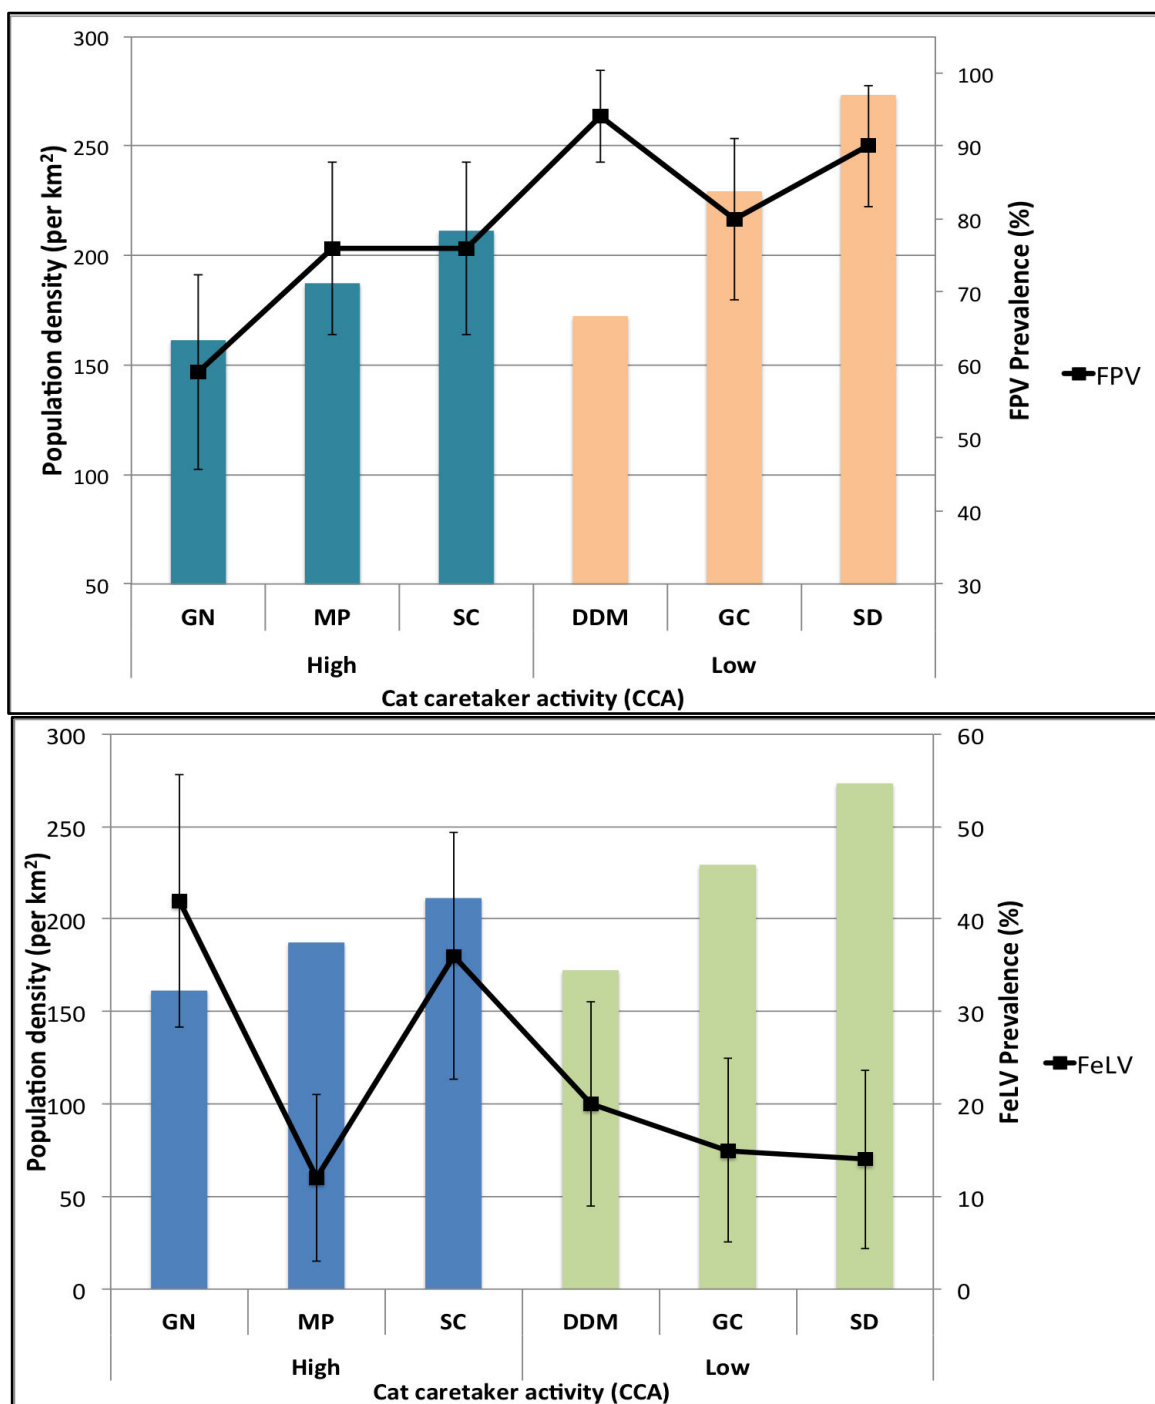 300
250
200
150
100
50
Population density (per km²)
100
90
80
70
60
50
40
30
FPV Prevalence (%)
FPV
GN MP SC DDM GC SD
High Low
Cat caretaker activity (CCA)
300
250
200
150
100
50
0
Population density (per km²)
60
50
40
30
20
10
0
FeLV Prevalence (%)
FeLV
GN MP SC DDM GC SD
High Low
Cat caretaker activity (CCA)